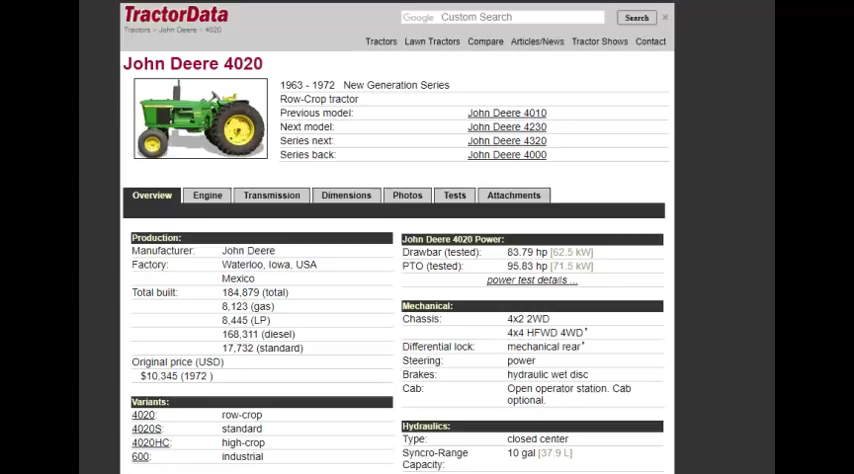 TractorData
Tractors > John Deere > 4020
Google Custom Search
Search
×
Tractors Lawn Tractors Compare Articles/News Tractor Shows Contact
John Deere 4020
1963 - 1972 New Generation Series
Row-Crop tractor
Previous model: John Deere 4010
Next model: John Deere 4230
Series next: John Deere 4320
Series back: John Deere 4000
Overview Engine Transmission Dimensions Photos Tests Attachments
Production:
Manufacturer: John Deere
Factory: Waterloo, Iowa, USA
Mexico
Total built: 184,879 (total)
8,123 (gas)
8,445 (LP)
168,311 (diesel)
17,732 (standard)
Original price (USD)
$10,345 (1972 )
Variants:
4020: row-crop
4020S: standard
4020HC: high-crop
600: industrial
John Deere 4020 Power:
Drawbar (tested): 83.79 hp [62.5 kW]
PTO (tested): 95.83 hp [71.5 kW]
power test details ...
Mechanical:
Chassis: 4x2 2WD
4x4 HFWD 4WD*
Differential lock: mechanical rear*
Steering: power
Brakes: hydraulic wet disc
Cab: Open operator station. Cab
optional.
Hydraulics:
Type: closed center
Syncro-Range 10 gal [37.9 L]
Capacity: